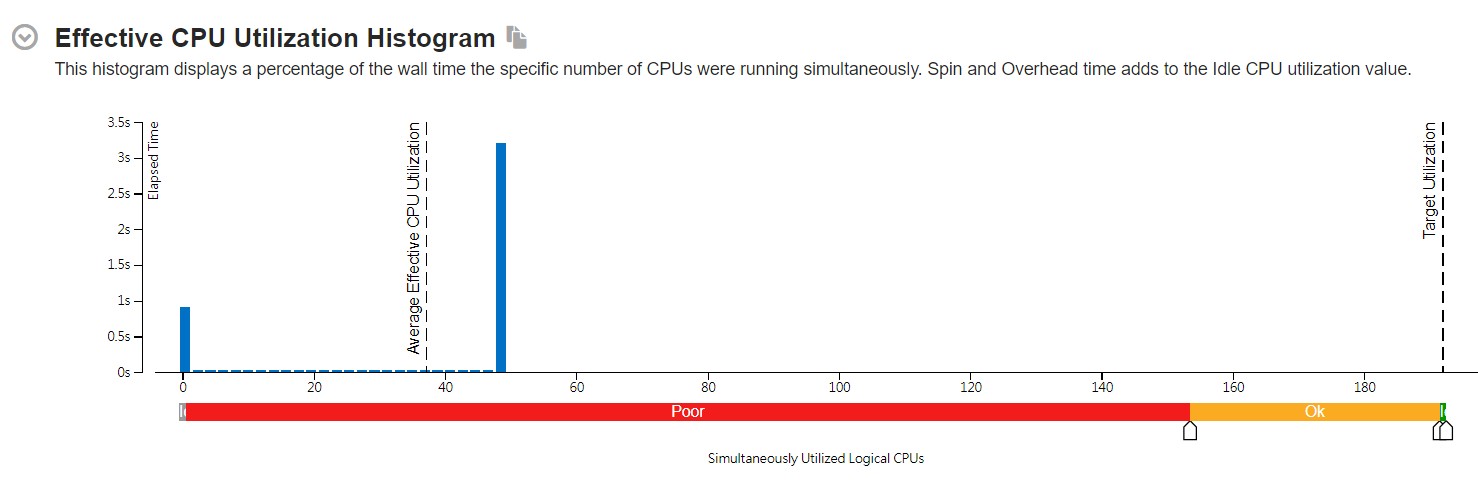 Effective CPU Utilization Histogram
This histogram displays a percentage of the wall time the specific number of CPUs were running simultaneously. Spin and Overhead time adds to the Idle CPU utilization value.
3.5s
3s
2.5s
2s
1.5s
1s
0.5s
0s
Elapsed Time
Average Effective CPU Utilization
Target Utilization
0
20
40
60
80
100
120
140
160
180
Poor
Ok
Simultaneously Utilized Logical CPUs